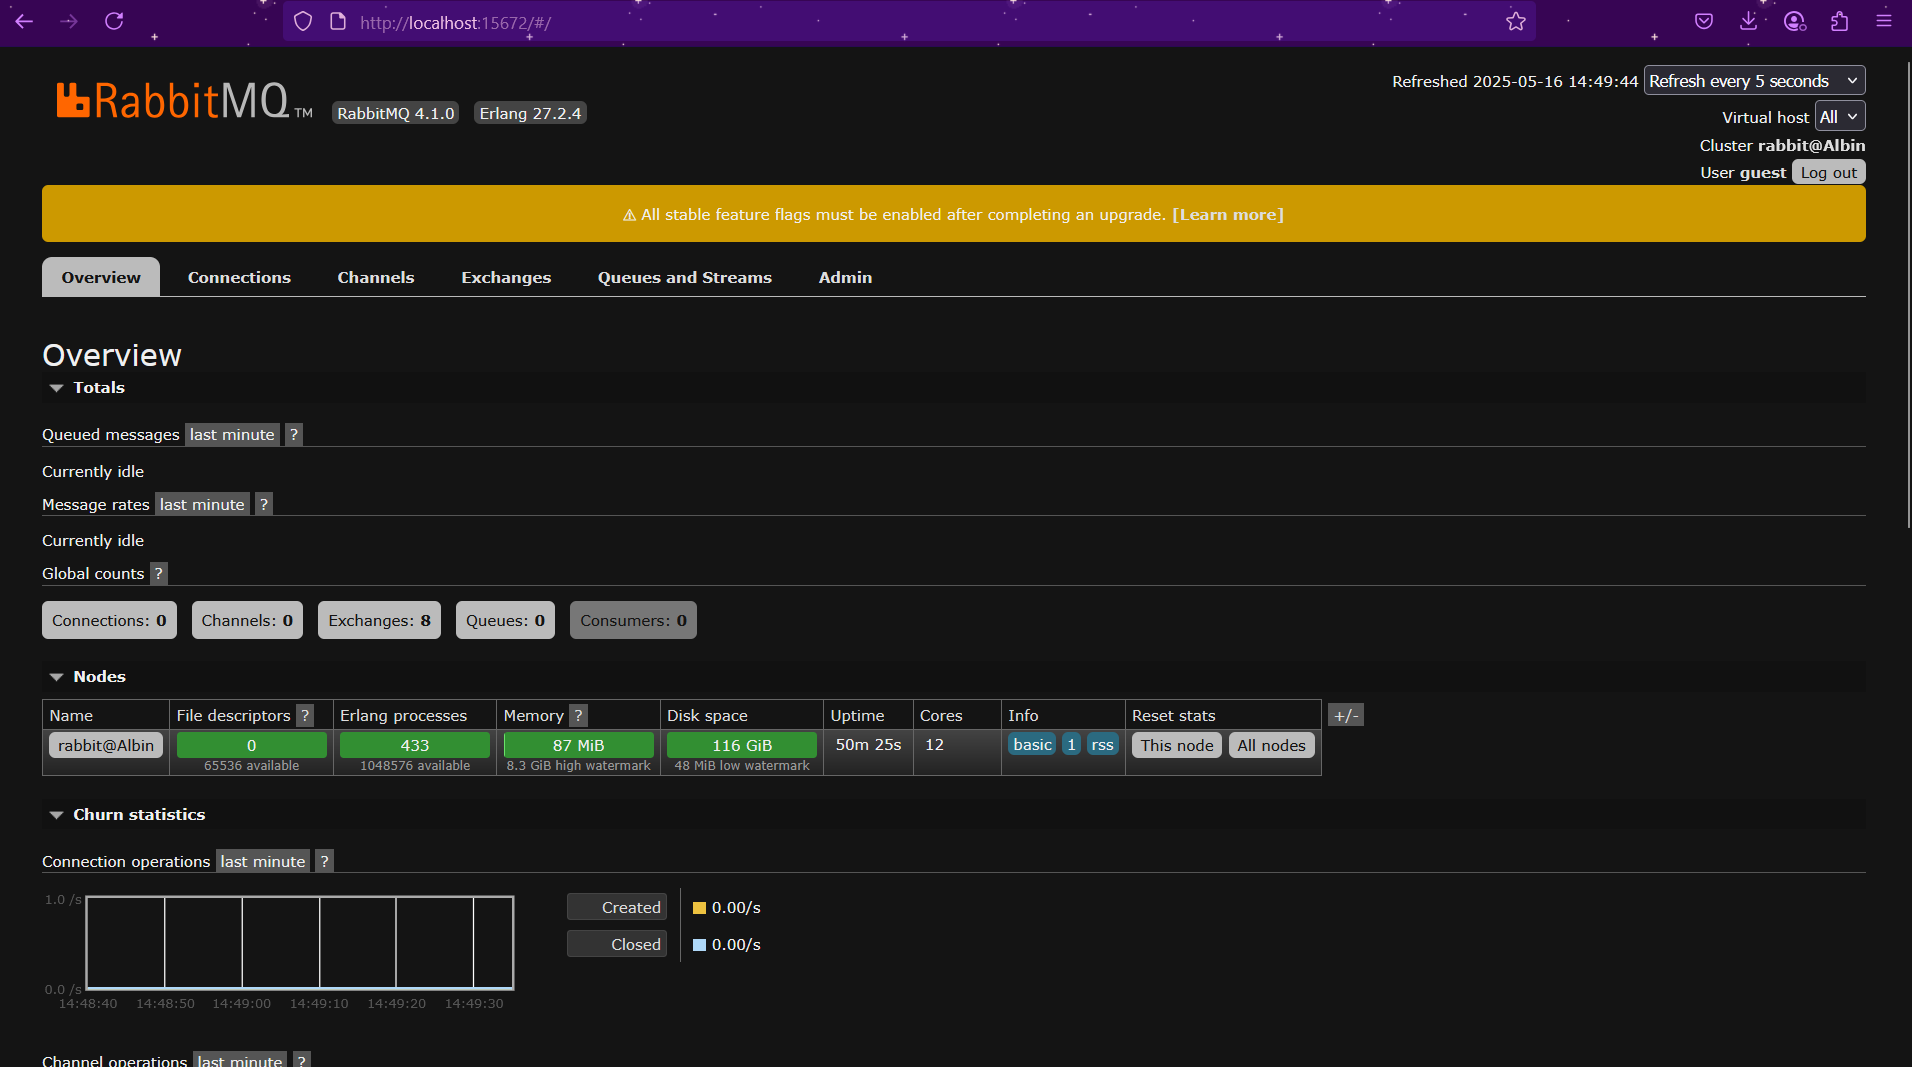 http://localhost:15672/#/
RabbitMQ TM RabbitMQ 4.1.0 Erlang 27.2.4
Refreshed 2025-05-16 14:49:44 Refresh every 5 seconds
Virtual host All
Cluster rabbit@Albin
User guest Log out
⚠ All stable feature flags must be enabled after completing an upgrade. [Learn more]
Overview Connections Channels Exchanges Queues and Streams Admin
Overview
Totals
Queued messages last minute ?
Currently idle
Message rates last minute ?
Currently idle
Global counts ?
Connections: 0 Channels: 0 Exchanges: 8 Queues: 0 Consumers: 0
Nodes
Name File descriptors ? Erlang processes Memory ? Disk space Uptime Cores Info Reset stats +/-
rabbit@Albin 0 433 87 MiB 116 GiB 50m 25s 12 basic 1 rss This node All nodes
65536 available 1048576 available 8.3 GiB high watermark 48 MiB low watermark
Churn statistics
Connection operations last minute ?
1.0 /s
Created 0.00/s
Closed 0.00/s
0.0 /s
14:48:40 14:48:50 14:49:00 14:49:10 14:49:20 14:49:30
Channel operations last minute ?